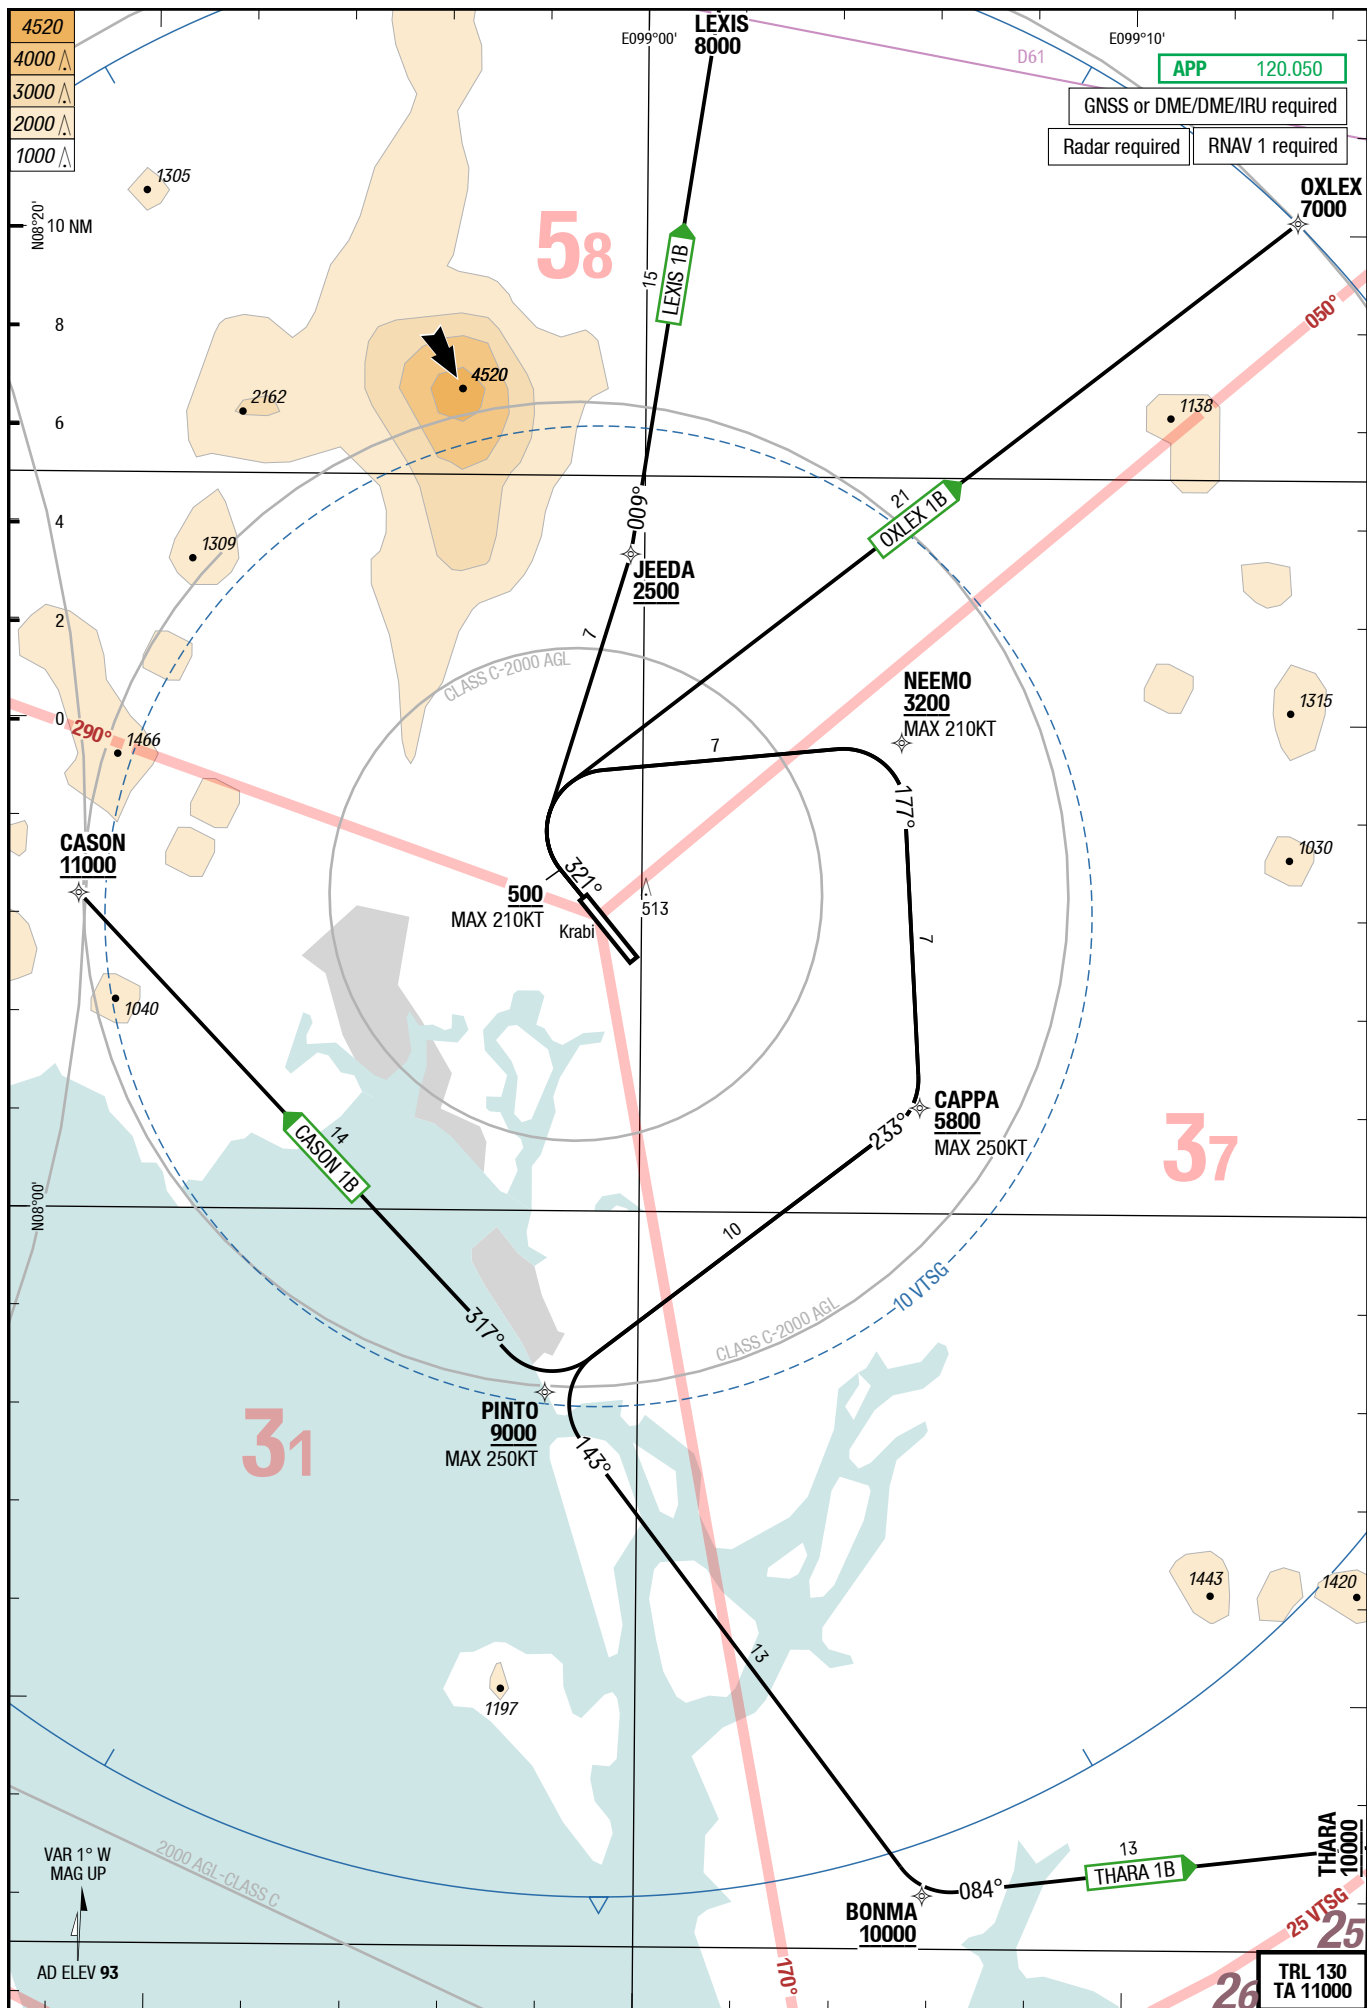 4520
4000
3000
2000
1000
LEXIS
8000
E099°00'
E099°10'
D61
APP 120.050
GNSS or DME/DME/IRU required
Radar required
RNAV 1 required
OXLEX
7000
1305
N08°20'
10 NM
58
15
LEXIS 1B
050°
8
4520
2162
6
1138
21
OXLEX 1B
009°
4
1309
JEEDA
2500
2
7
CLASS C-2000 AGL
NEEMO
3200
MAX 210KT
1315
0
290°
1466
7
177°
CASON
11000
1030
321°
500
MAX 210KT
Krabi
513
7
1040
CAPPA
5800
MAX 250KT
233°
14
CASON 1B
37
N08°00'
10
10 VTSG
317°
CLASS C-2000 AGL
PINTO
9000
MAX 250KT
31
143°
1443
1420
13
1197
THARA
10000
13
THARA 1B
084°
VAR 1° W
MAG UP
2000 AGL-CLASS C
BONMA
10000
25 VTSG
25
170°
AD ELEV 93
26
TRL 130
TA 11000